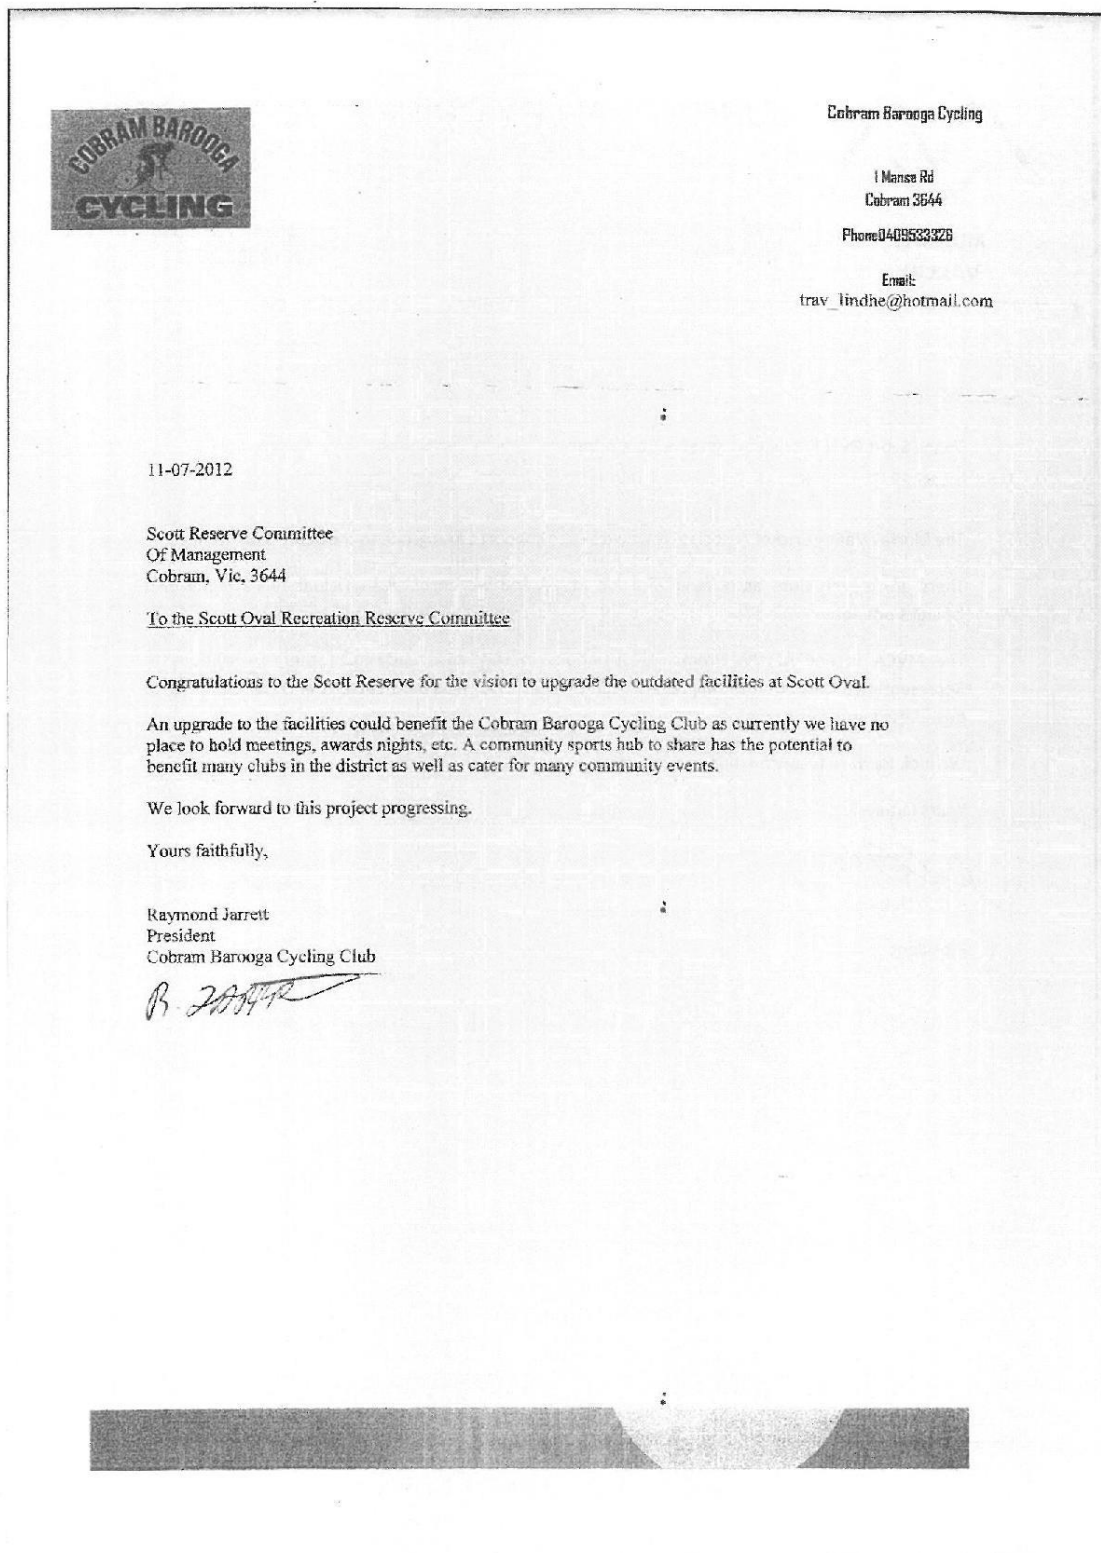 COBRAM BAROOGA
CYCLING
Cobram Barooga Cycling
1 Manse Rd
Cobram 3644
Phone0409533326
Email:
trav_lindhe@hotmail.com
11-07-2012
Scott Reserve Committee
Of Management
Cobram, Vic, 3644
To the Scott Oval Recreation Reserve Committee
Congratulations to the Scott Reserve for the vision to upgrade the outdated facilities at Scott Oval.
An upgrade to the facilities could benefit the Cobram Barooga Cycling Club as currently we have no
place to hold meetings, awards nights, etc. A community sports hub to share has the potential to
benefit many clubs in the district as well as cater for many community events.
We look forward to this project progressing.
Yours faithfully,
Raymond Jarrett
President
Cobram Barooga Cycling Club